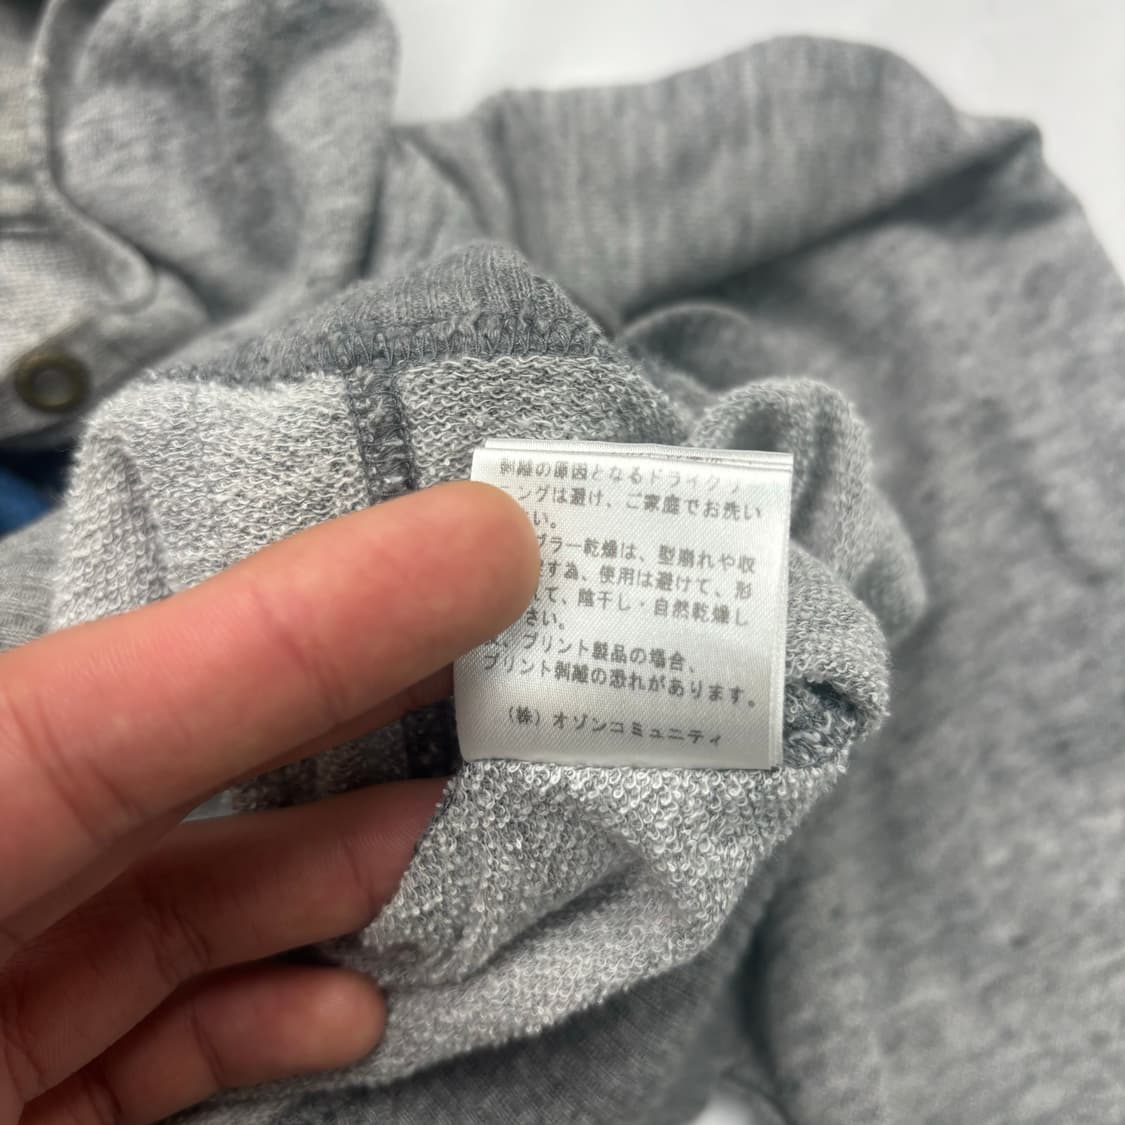 剥離の原因となるドライクリ
ングは避け、ご家庭でお洗い
い。
ブラー乾燥は、型崩れや収
す為、使用は避けて、形
て、陰干し・自然乾燥し
さい。
プリント製品の場合、
プリント剥離の恐れがあります。
（株）オゾンコミュニティ